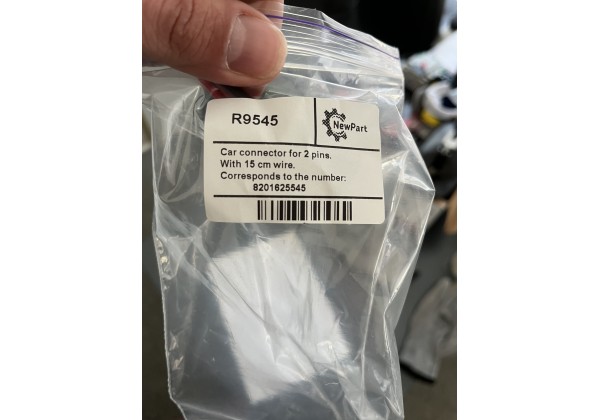 R9545
NewPart
Car connector for 2 pins.
With 15 cm wire.
Corresponds to the number:
8201625545